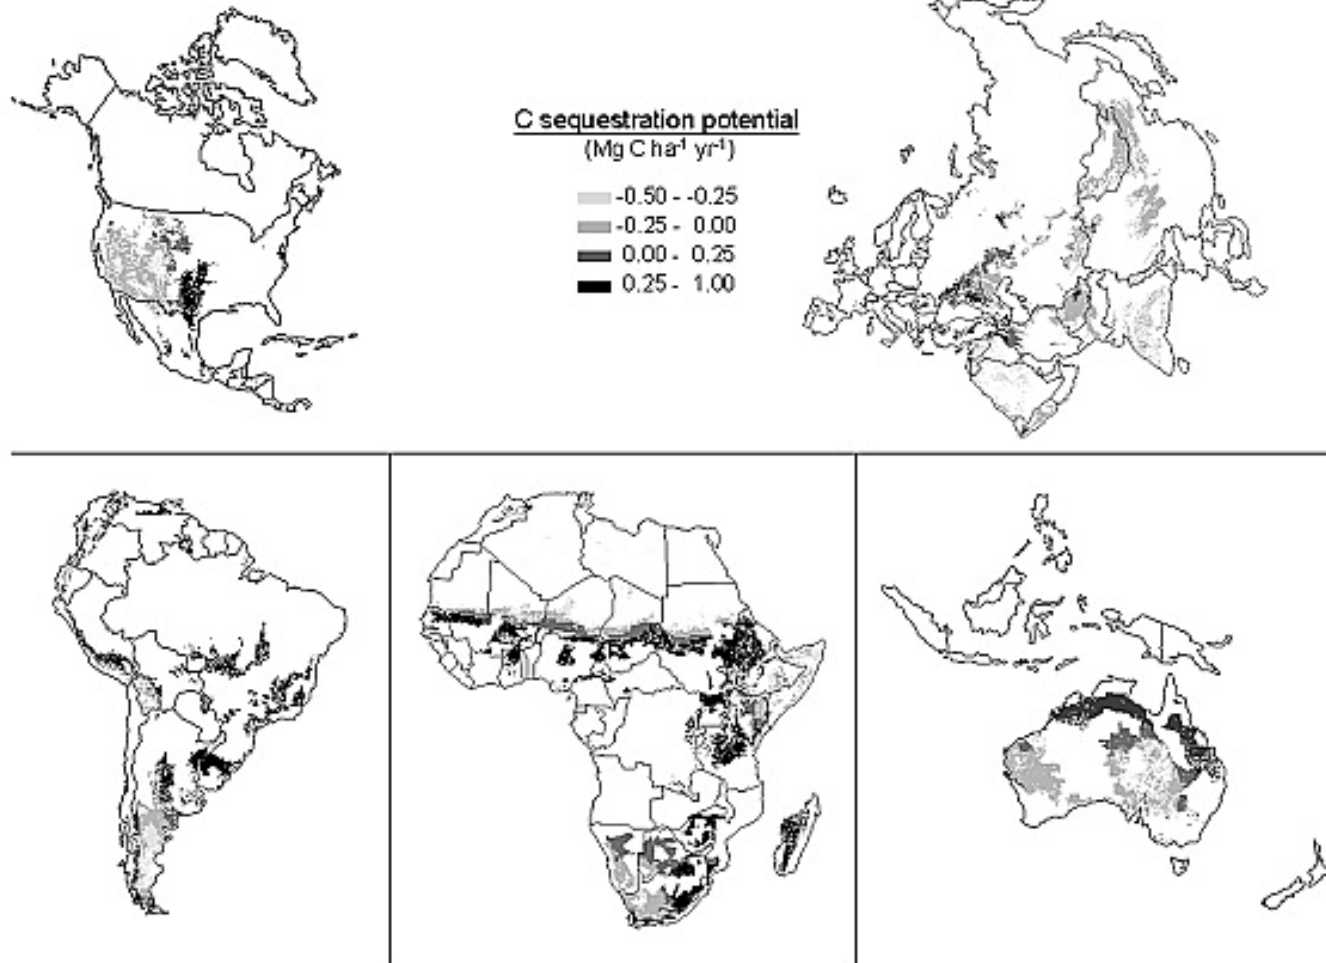 C sequestration potential
(Mg C ha⁻¹ yr⁻¹)
-0.50 - -0.25
-0.25 - 0.00
0.00 - 0.25
0.25 - 1.00